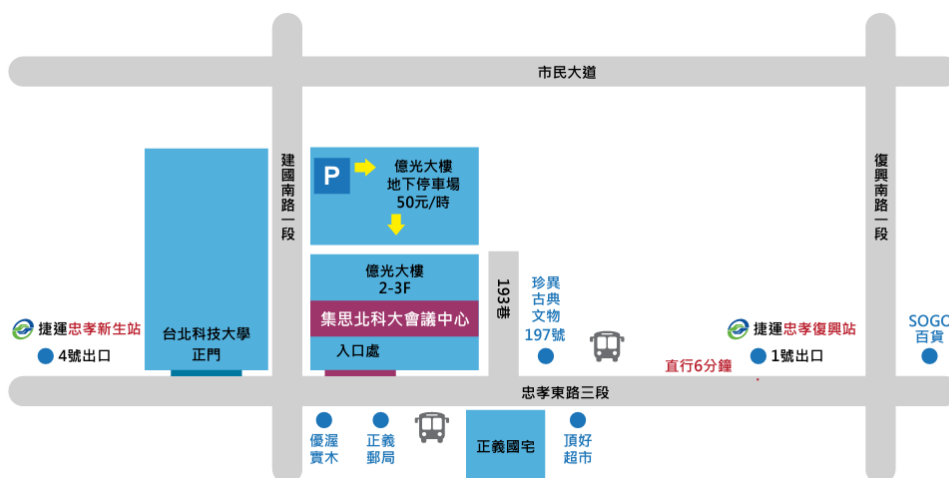 市民大道
建國南路一段
復興南路一段
P
億光大樓
地下停車場
50元/時
億光大樓
2-3F
集思北科大會議中心
入口處
193巷
珍異
古典
文物
197號
捷運忠孝新生站
4號出口
台北科技大學
正門
捷運忠孝復興站
1號出口
SOGO
百貨
直行6分鐘
忠孝東路三段
優渥
實木
正義
郵局
正義國宅
頂好
超市